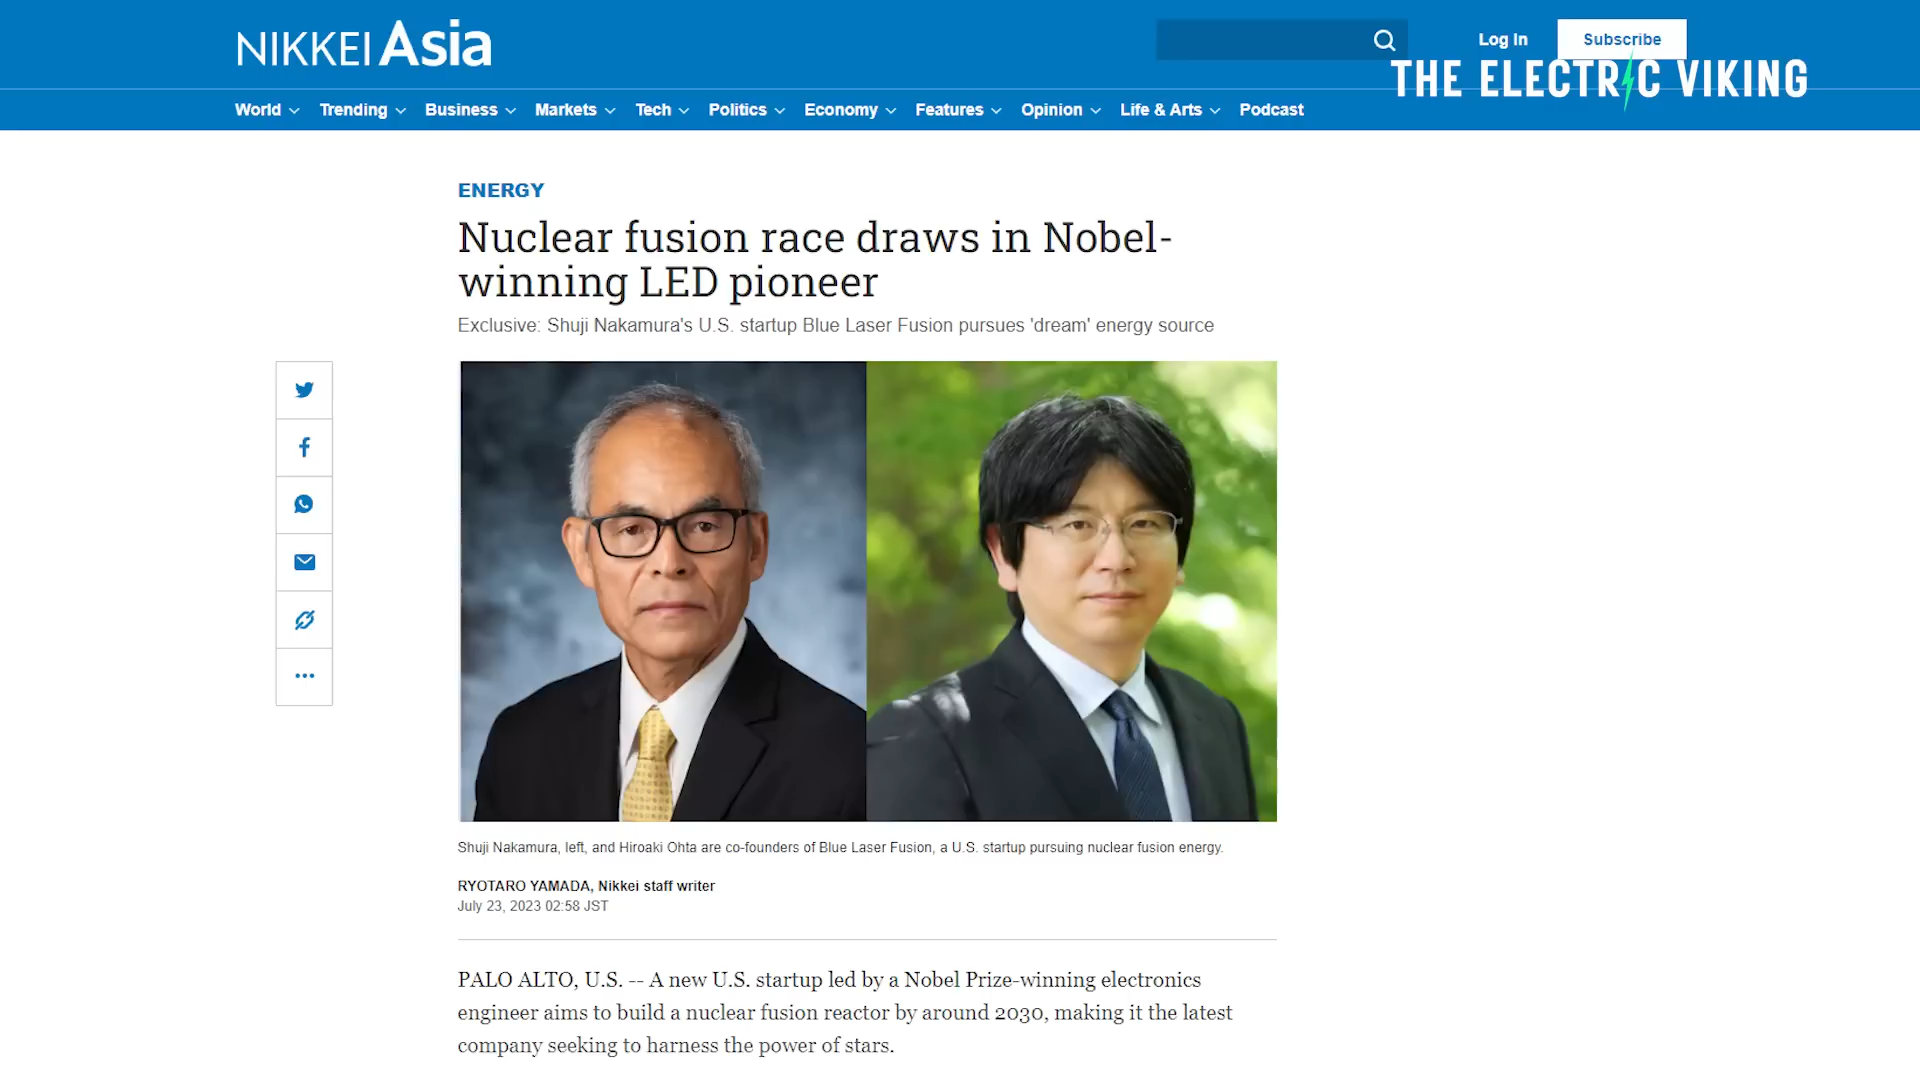 NIKKEI Asia
Log In
Subscribe
THE ELECTRIC VIKING
World Trending Business Markets Tech Politics Economy Features Opinion Life & Arts Podcast
ENERGY
Nuclear fusion race draws in Nobel-
winning LED pioneer
Exclusive: Shuji Nakamura's U.S. startup Blue Laser Fusion pursues 'dream' energy source
Shuji Nakamura, left, and Hiroaki Ohta are co-founders of Blue Laser Fusion, a U.S. startup pursuing nuclear fusion energy.
RYOTARO YAMADA, Nikkei staff writer
July 23, 2023 02:58 JST
PALO ALTO, U.S. -- A new U.S. startup led by a Nobel Prize-winning electronics
engineer aims to build a nuclear fusion reactor by around 2030, making it the latest
company seeking to harness the power of stars.